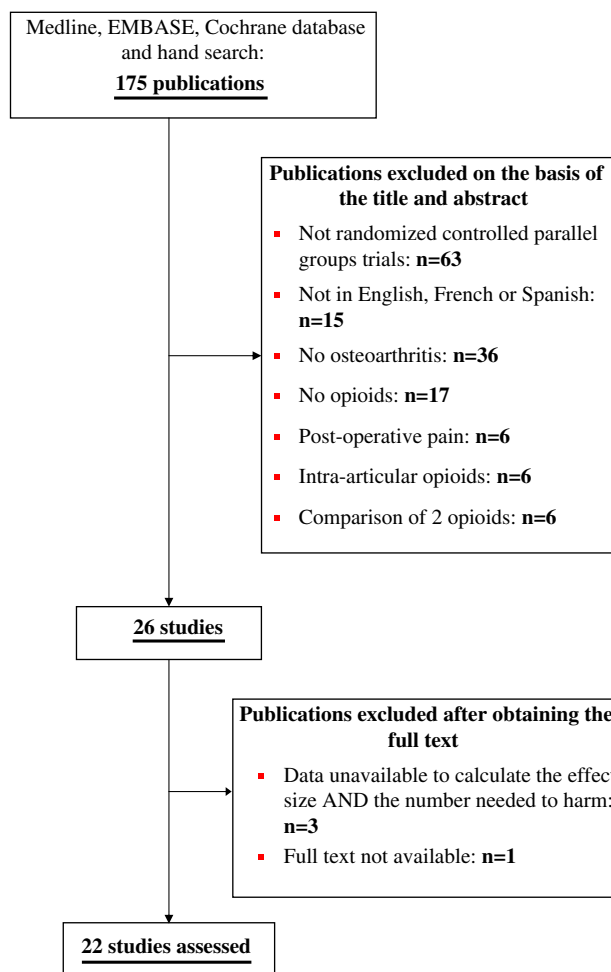 Medline, EMBASE, Cochrane database
and hand search:
175 publications
Publications excluded on the basis of
the title and abstract
▪ Not randomized controlled parallel
groups trials: n=63
▪ Not in English, French or Spanish:
n=15
▪ No osteoarthritis: n=36
▪ No opioids: n=17
▪ Post-operative pain: n=6
▪ Intra-articular opioids: n=6
▪ Comparison of 2 opioids: n=6
26 studies
Publications excluded after obtaining the
full text
▪ Data unavailable to calculate the effect
size AND the number needed to harm:
n=3
▪ Full text not available: n=1
22 studies assessed